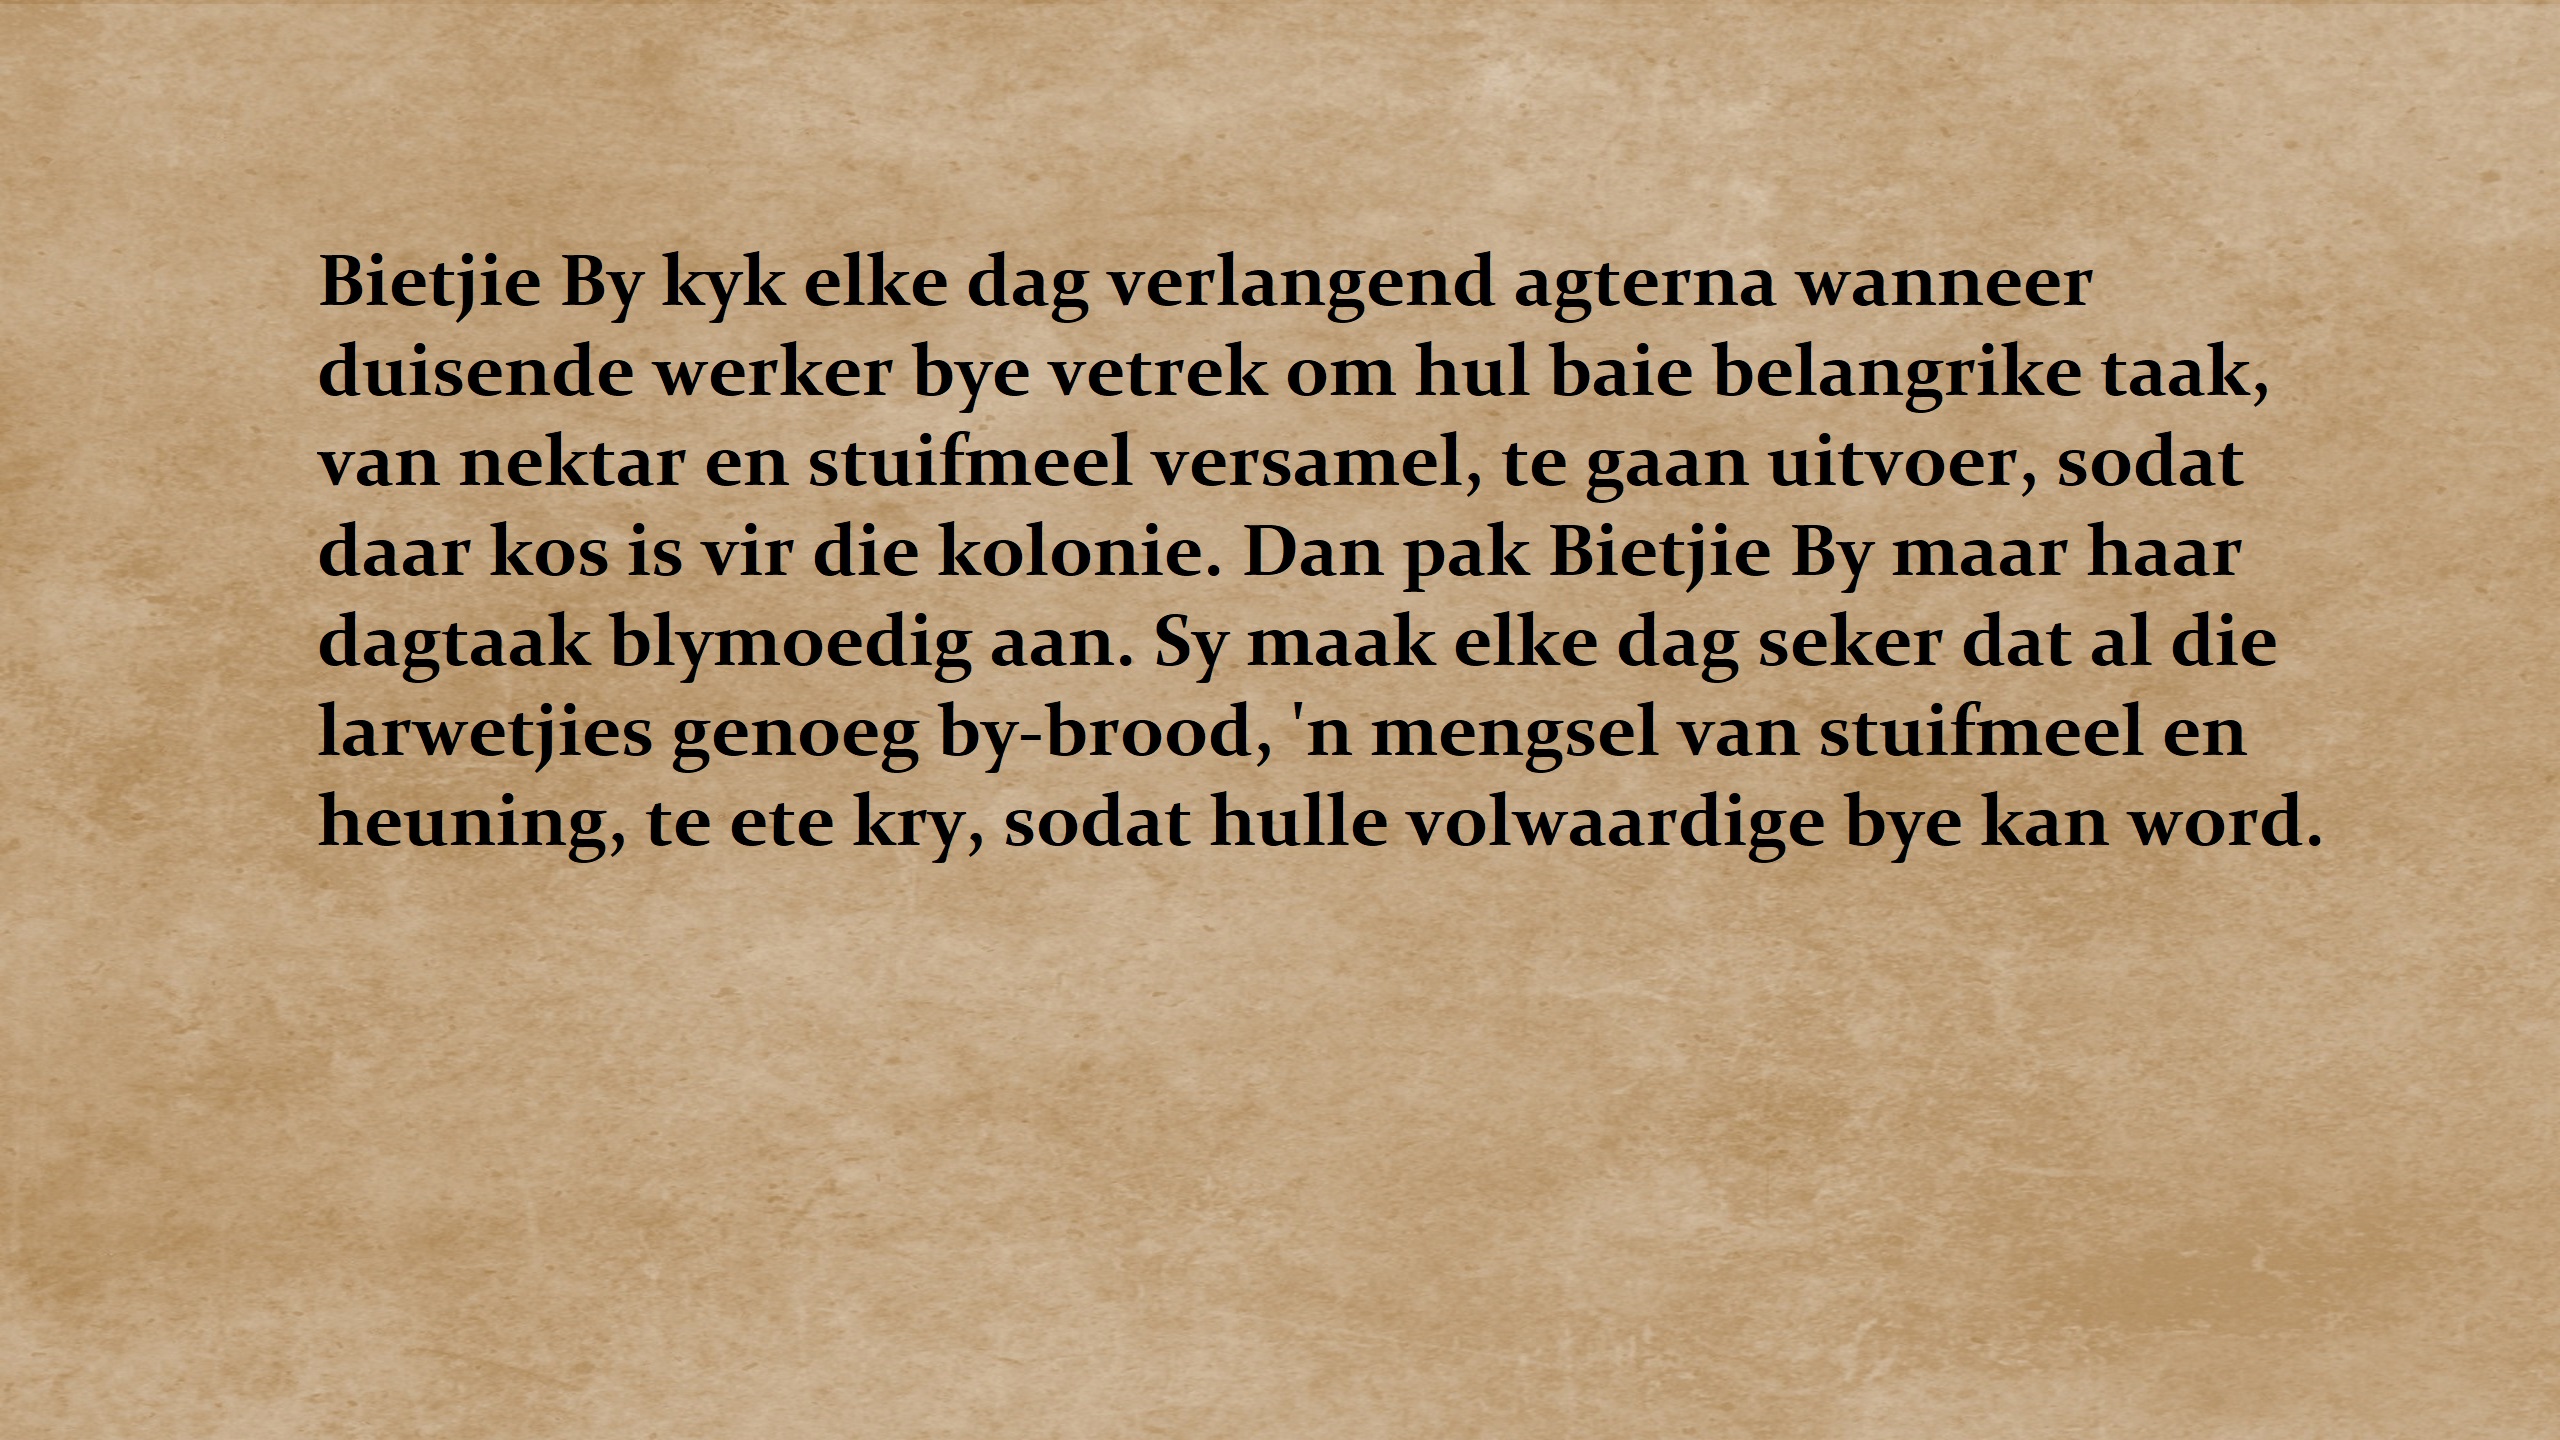 Bietjie By kyk elke dag verlangend agterna wanneer
duisende werker bye vetrek om hul baie belangrike taak,
van nektar en stuifmeel versamel, te gaan uitvoer, sodat
daar kos is vir die kolonie. Dan pak Bietjie By maar haar
dagtaak blymoedig aan. Sy maak elke dag seker dat al die
larwetjies genoeg by-brood, 'n mengsel van stuifmeel en
heuning, te ete kry, sodat hulle volwaardige bye kan word.